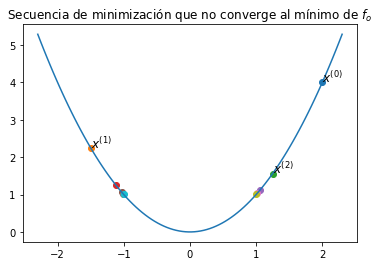 Secuencia de minimización que no converge al mínimo de $f_o$
5
4
3
2
1
0
-2
-1
0
1
2
$x^{(0)}$
$x^{(1)}$
$x^{(2)}$